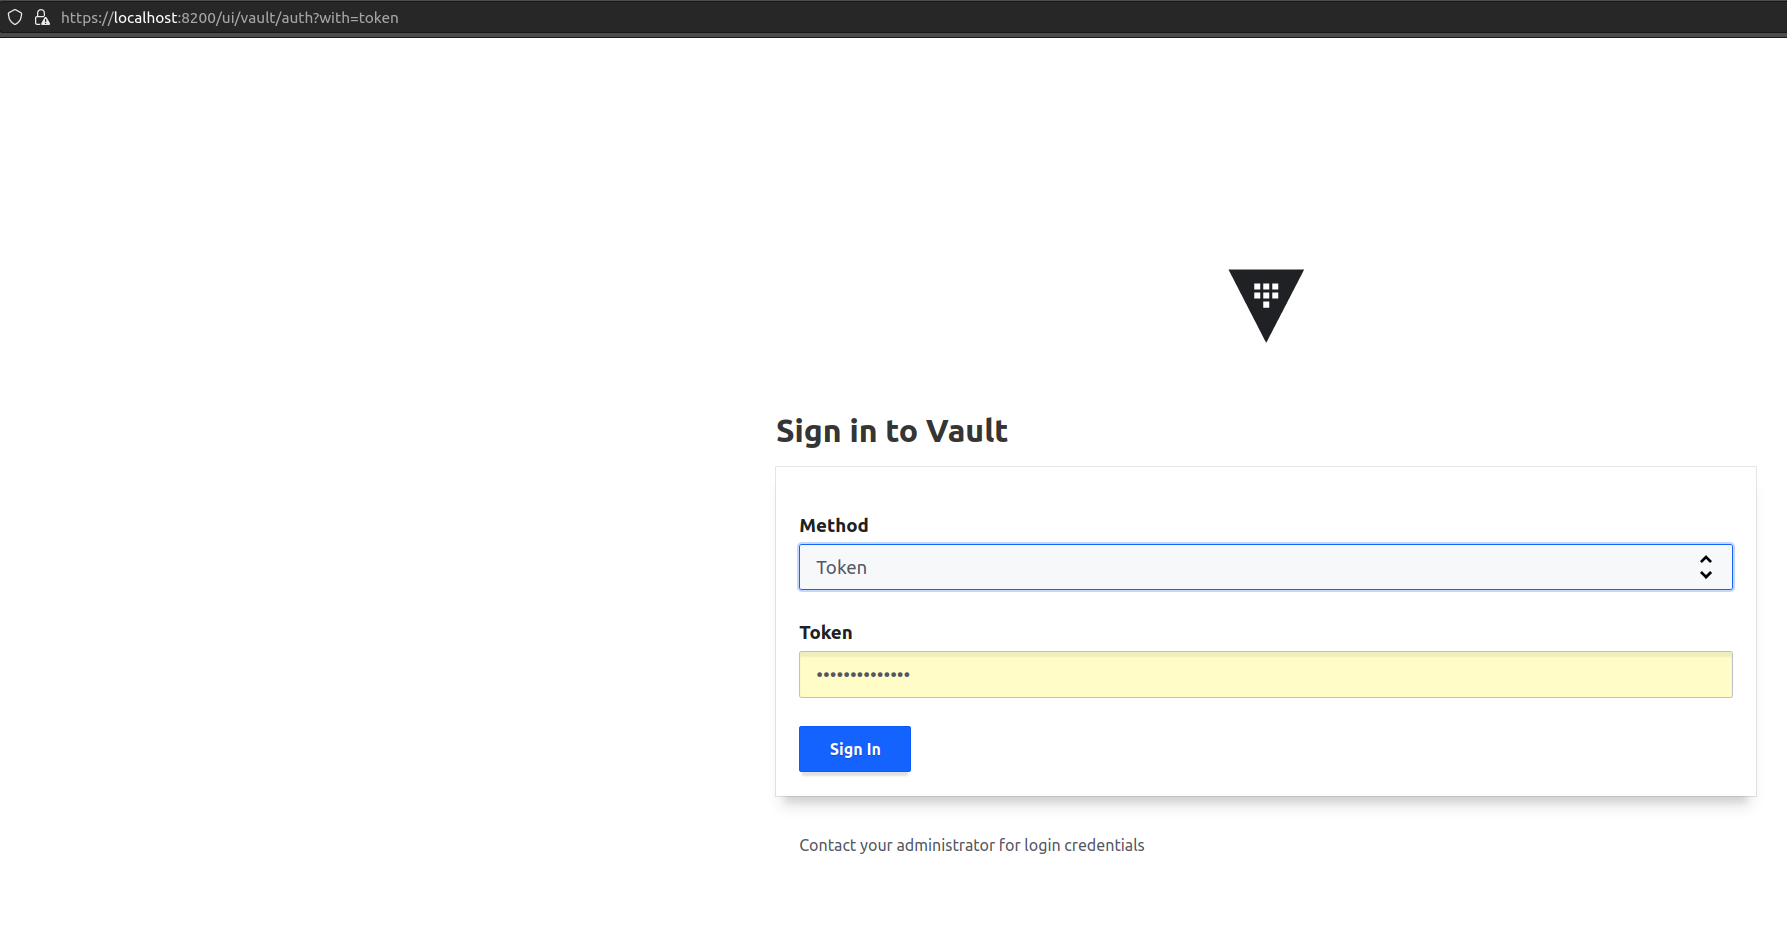 https://localhost:8200/ui/vault/auth?with=token
Sign in to Vault
Method
Token
Token
••••••••••••••
Sign In
Contact your administrator for login credentials